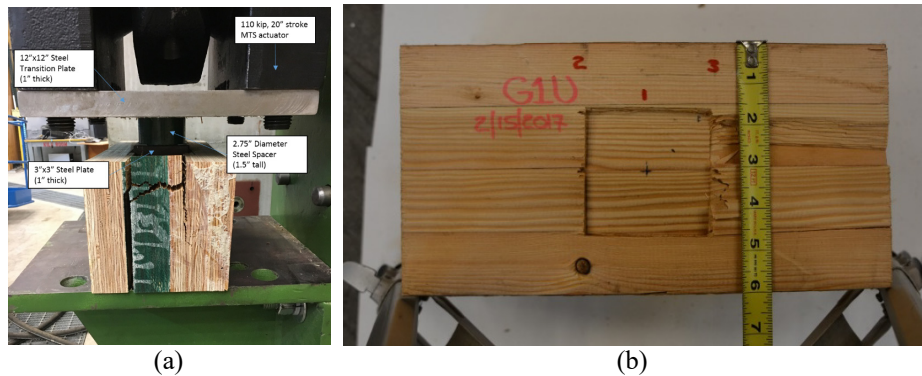 110 kip, 20” stroke
MTS actuator
12”x12” Steel
Transition Plate
(1” thick)
2.75” Diameter
Steel Spacer
(1.5” tall)
3”x3” Steel Plate
(1” thick)
2
3
1
G1U
2/15/2017
1
2
3
4
5
6
7
(a)
(b)